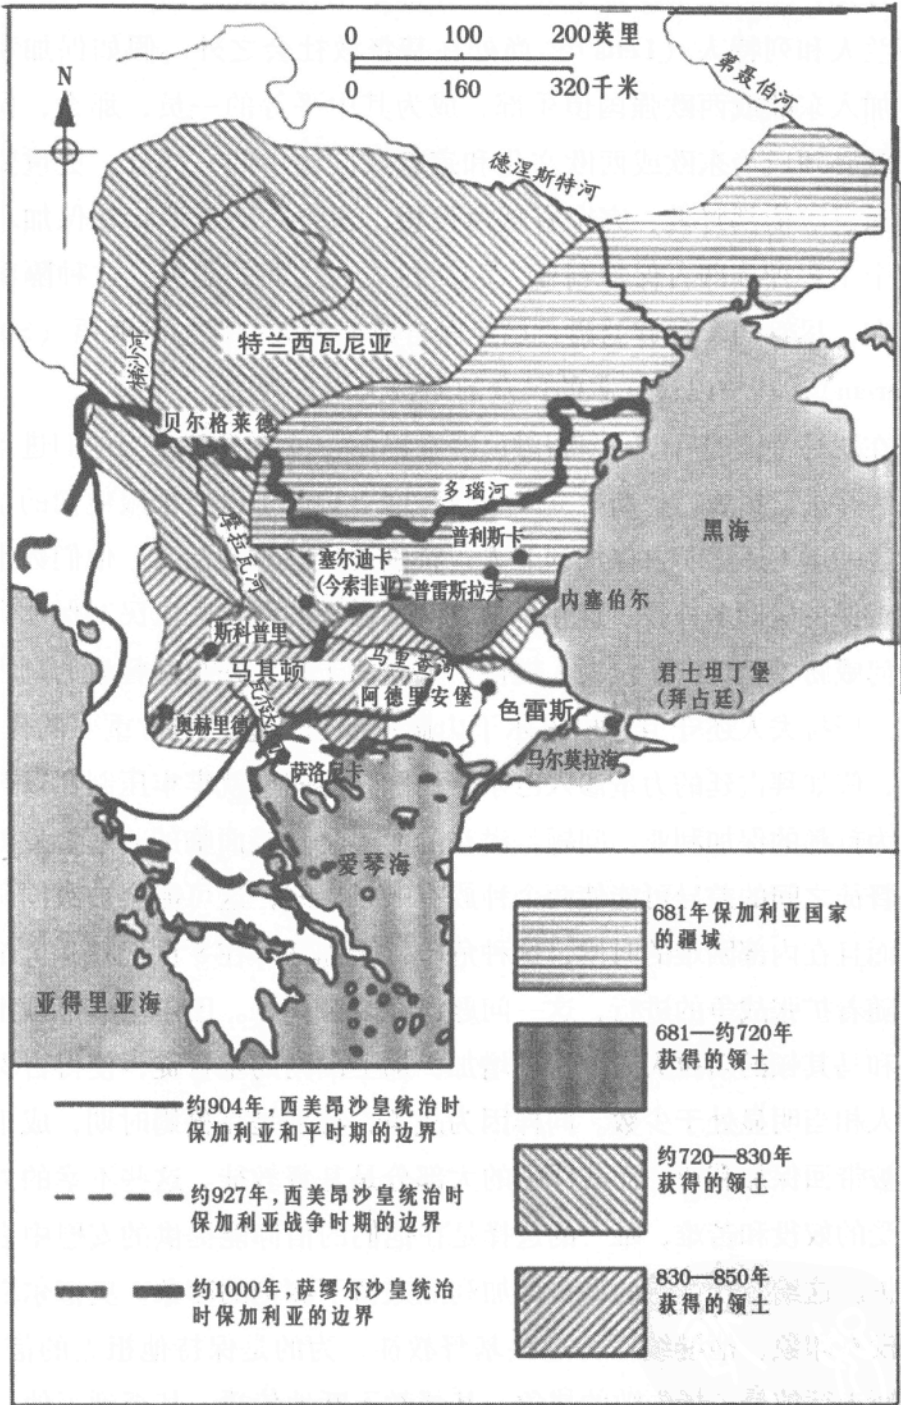 0 100 200英里
0 160 320千米
N
第聂伯河
德涅斯特河
特兰西瓦尼亚
梯沙河
贝尔格莱德
多瑙河
摩拉瓦河
普利斯卡
黑海
塞尔迪卡
(今索非亚)
普雷斯拉夫
内塞伯尔
斯科普里
马其顿
马里查河
君士坦丁堡
(拜占廷)
阿德里安堡
色雷斯
奥赫里德
萨洛尼卡
马尔莫拉海
爱琴海
亚得里亚海
681年保加利亚国家
的疆域
681—约720年
获得的领土
约720—830年
获得的领土
830—850年
获得的领土
约904年，西美昂沙皇统治时
保加利亚和平时期的边界
约927年，西美昂沙皇统治时
保加利亚战争时期的边界
约1000年，萨缪尔沙皇统治
时保加利亚的边界